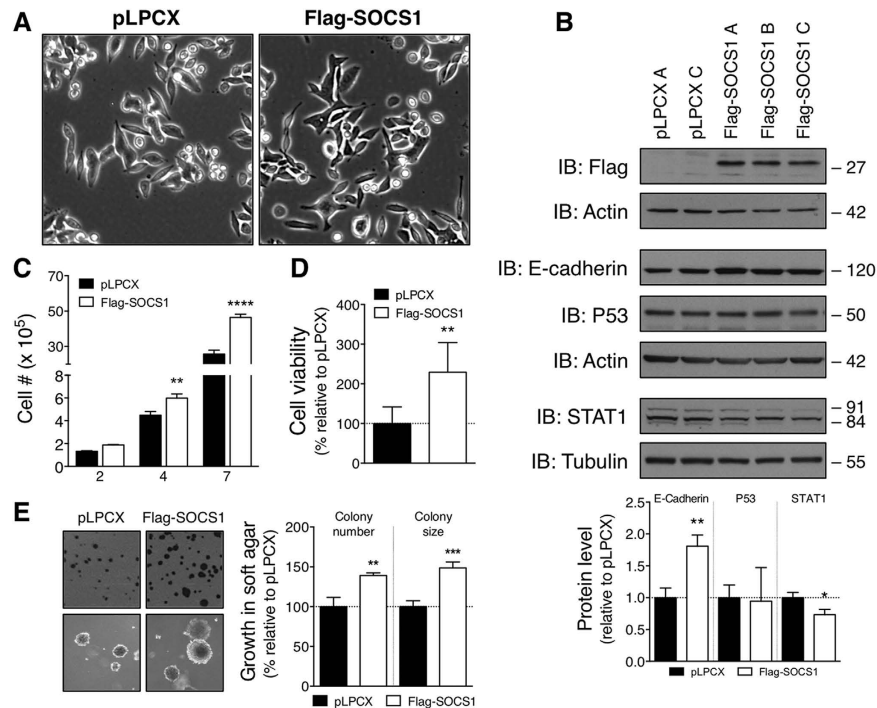 A
pLPCX
Flag-SOCS1
B
pLPCX A
pLPCX C
Flag-SOCS1 A
Flag-SOCS1 B
Flag-SOCS1 C
IB: Flag
– 27
IB: Actin
– 42
IB: E-cadherin
– 120
IB: P53
– 50
IB: Actin
– 42
IB: STAT1
– 91
– 84
IB: Tubulin
– 55
E-Cadherin
P53
STAT1
Protein level
(relative to pLPCX)
2.5
2.0
1.5
1.0
0.5
0.0
**
*
pLPCX
Flag-SOCS1
C
Cell # (x 10⁵)
70
50
30
10
8
6
4
2
0
pLPCX
Flag-SOCS1
**
****
2
4
7
D
Cell viability
(% relative to pLPCX)
400
300
200
100
0
pLPCX
Flag-SOCS1
**
E
pLPCX
Flag-SOCS1
Growth in soft agar
(% relative to pLPCX)
200
150
100
50
0
Colony
number
Colony
size
**
***
pLPCX
Flag-SOCS1